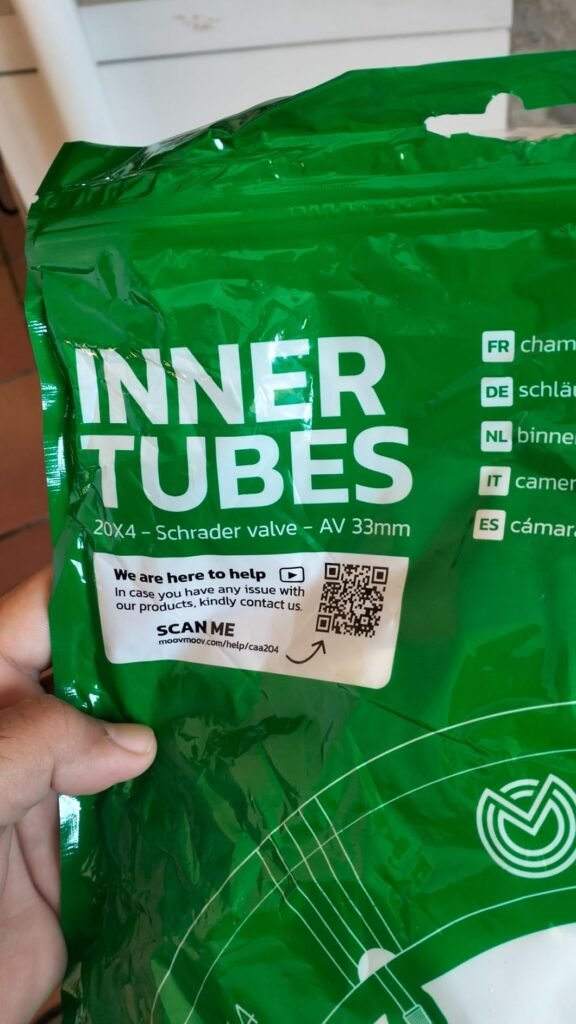 INNER
TUBES
20X4 – Schrader valve – AV 33mm
We are here to help
In case you have any issue with
our products, kindly contact us.
SCAN ME
moovmoov.com/help/caa204
FR
DE
NL
IT
ES